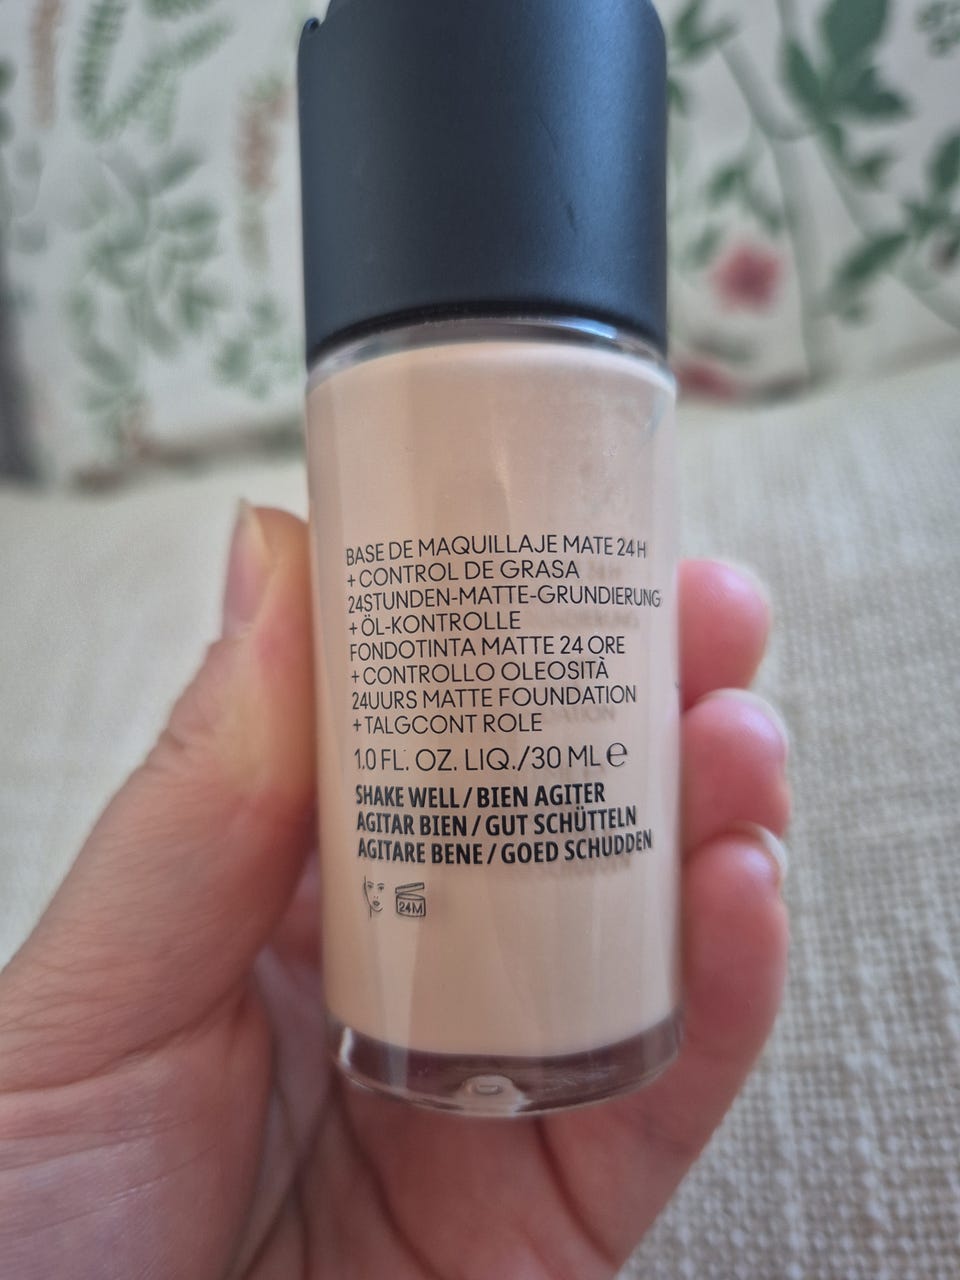 BASE DE MAQUILLAJE MATE 24 H
+ CONTROL DE GRASA
24STUNDEN-MATTE-GRUNDIERUNG
+ ÖL-KONTROLLE
FONDOTINTA MATTE 24 ORE
+ CONTROLLO OLEOSITÀ
24UURS MATTE FOUNDATION
+ TALGCONT ROLE
1.0 FL. OZ. LIQ./30 ML ℮
SHAKE WELL / BIEN AGITER
AGITAR BIEN / GUT SCHÜTTELN
AGITARE BENE / GOED SCHUDDEN
24M